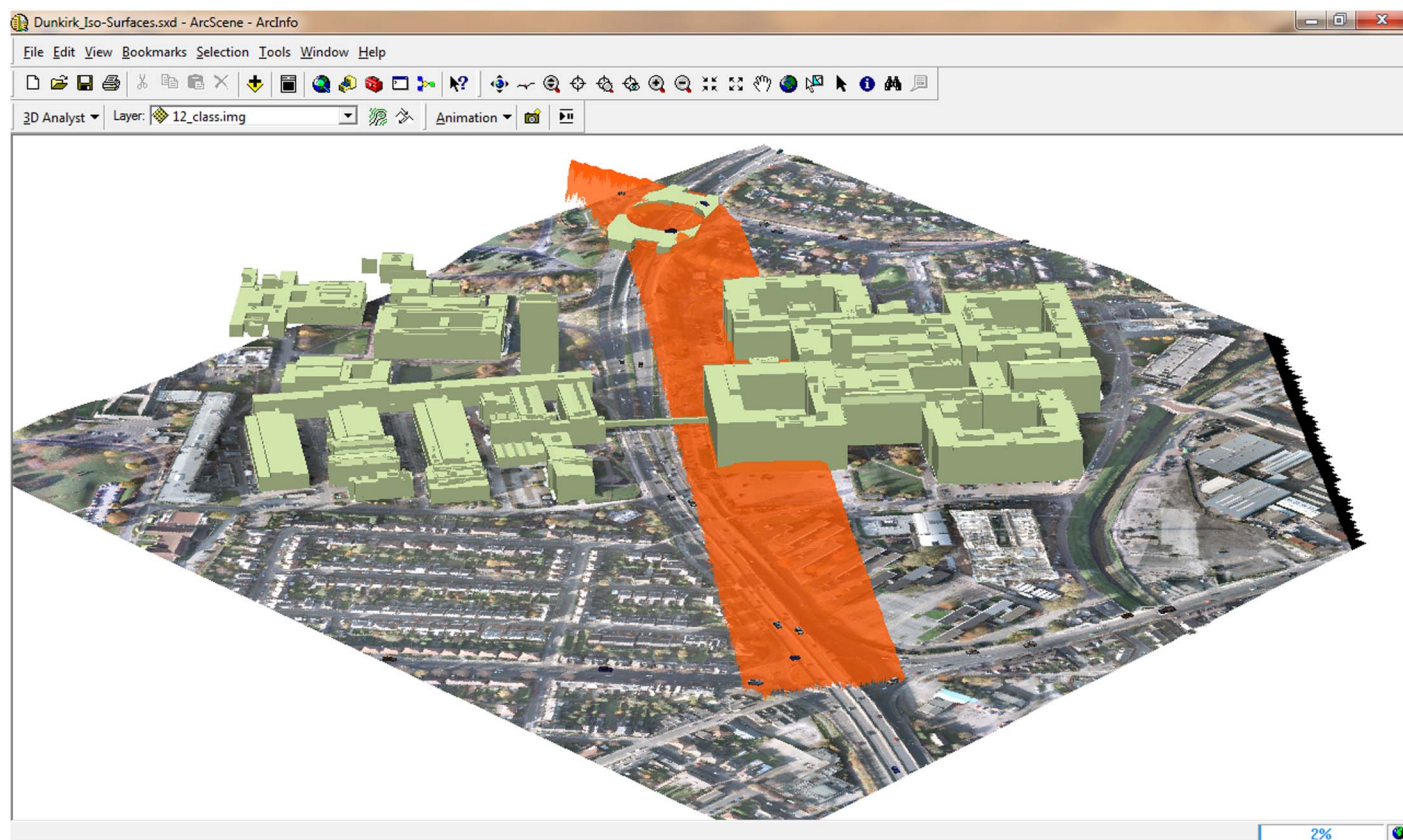 Dunkirk_Iso-Surfaces.sxd - ArcScene - ArcInfo
File Edit View Bookmarks Selection Tools Window Help
3D Analyst Layer: 12_class.img Animation
2%